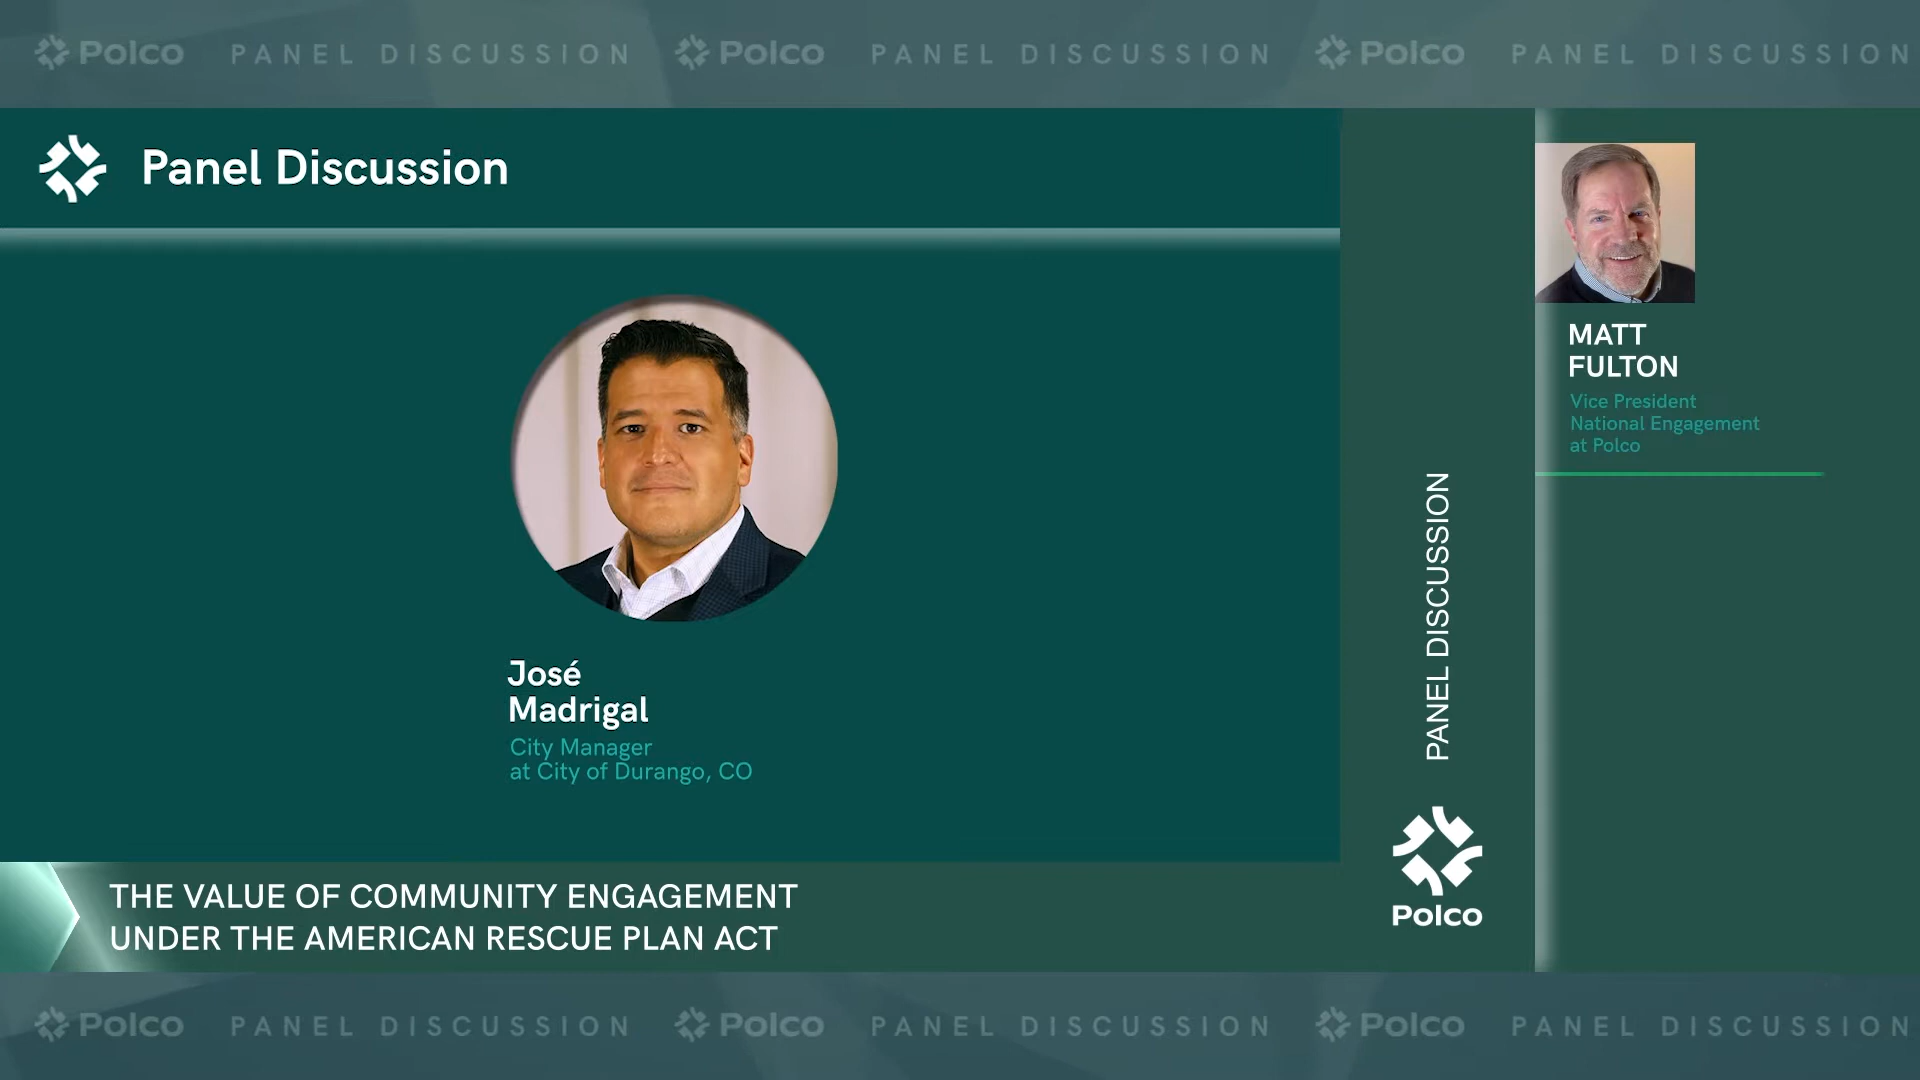 Polco PANEL DISCUSSION Polco PANEL DISCUSSION Polco PANEL DISCUSSION
Panel Discussion
José
Madrigal
City Manager
at City of Durango, CO
THE VALUE OF COMMUNITY ENGAGEMENT
UNDER THE AMERICAN RESCUE PLAN ACT
PANEL DISCUSSION
Polco
MATT
FULTON
Vice President
National Engagement
at Polco
Polco PANEL DISCUSSION Polco PANEL DISCUSSION Polco PANEL DISCUSSION